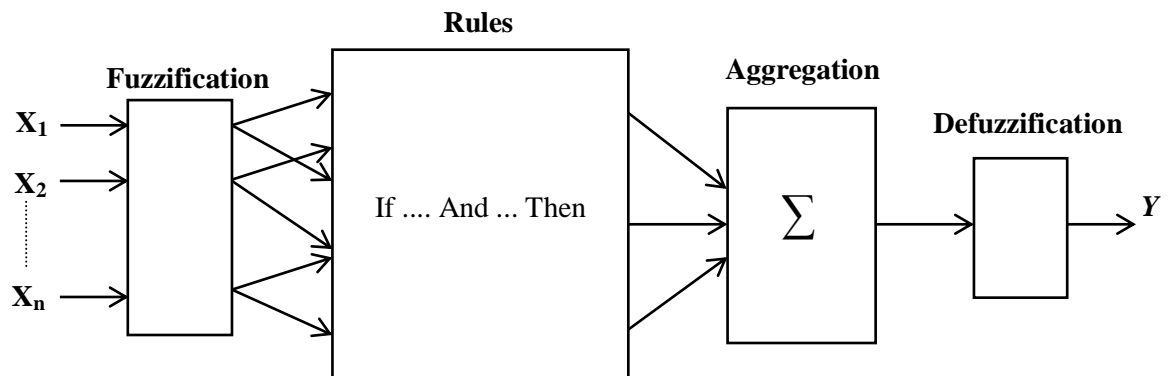 Rules
Fuzzification
Aggregation
Defuzzification
X₁
X₂
Xₙ
If .... And ... Then
∑
Y